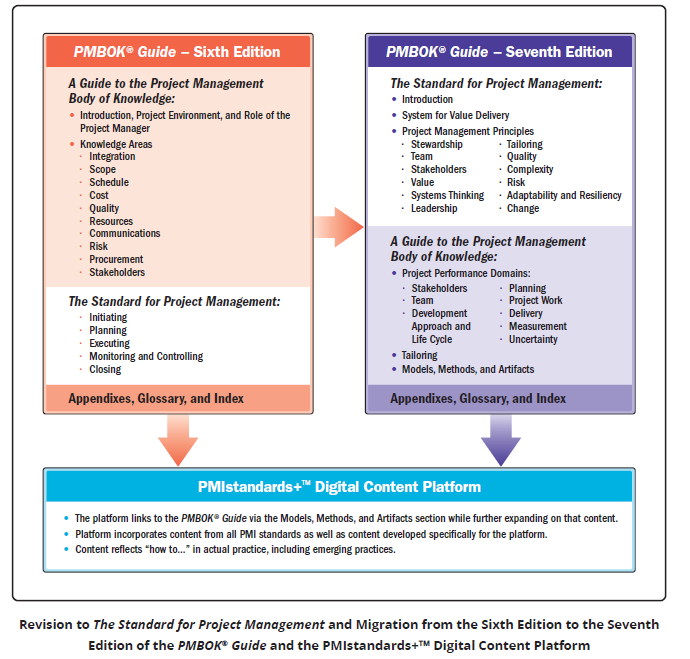 PMBOK® Guide – Sixth Edition
A Guide to the Project Management
Body of Knowledge:
• Introduction, Project Environment, and Role of the
Project Manager
• Knowledge Areas
· Integration
· Scope
· Schedule
· Cost
· Quality
· Resources
· Communications
· Risk
· Procurement
· Stakeholders
The Standard for Project Management:
· Initiating
· Planning
· Executing
· Monitoring and Controlling
· Closing
Appendixes, Glossary, and Index
PMBOK® Guide – Seventh Edition
The Standard for Project Management:
• Introduction
• System for Value Delivery
• Project Management Principles
· Stewardship
· Team
· Stakeholders
· Value
· Systems Thinking
· Leadership
· Tailoring
· Quality
· Complexity
· Risk
· Adaptability and Resiliency
· Change
A Guide to the Project Management
Body of Knowledge:
• Project Performance Domains:
· Stakeholders
· Team
· Development
Approach and
Life Cycle
· Planning
· Project Work
· Delivery
· Measurement
· Uncertainty
• Tailoring
• Models, Methods, and Artifacts
Appendixes, Glossary, and Index
PMIstandards+™ Digital Content Platform
• The platform links to the PMBOK® Guide via the Models, Methods, and Artifacts section while further expanding on that content.
• Platform incorporates content from all PMI standards as well as content developed specifically for the platform.
• Content reflects “how to...” in actual practice, including emerging practices.
Revision to The Standard for Project Management and Migration from the Sixth Edition to the Seventh
Edition of the PMBOK® Guide and the PMIstandards+™ Digital Content Platform